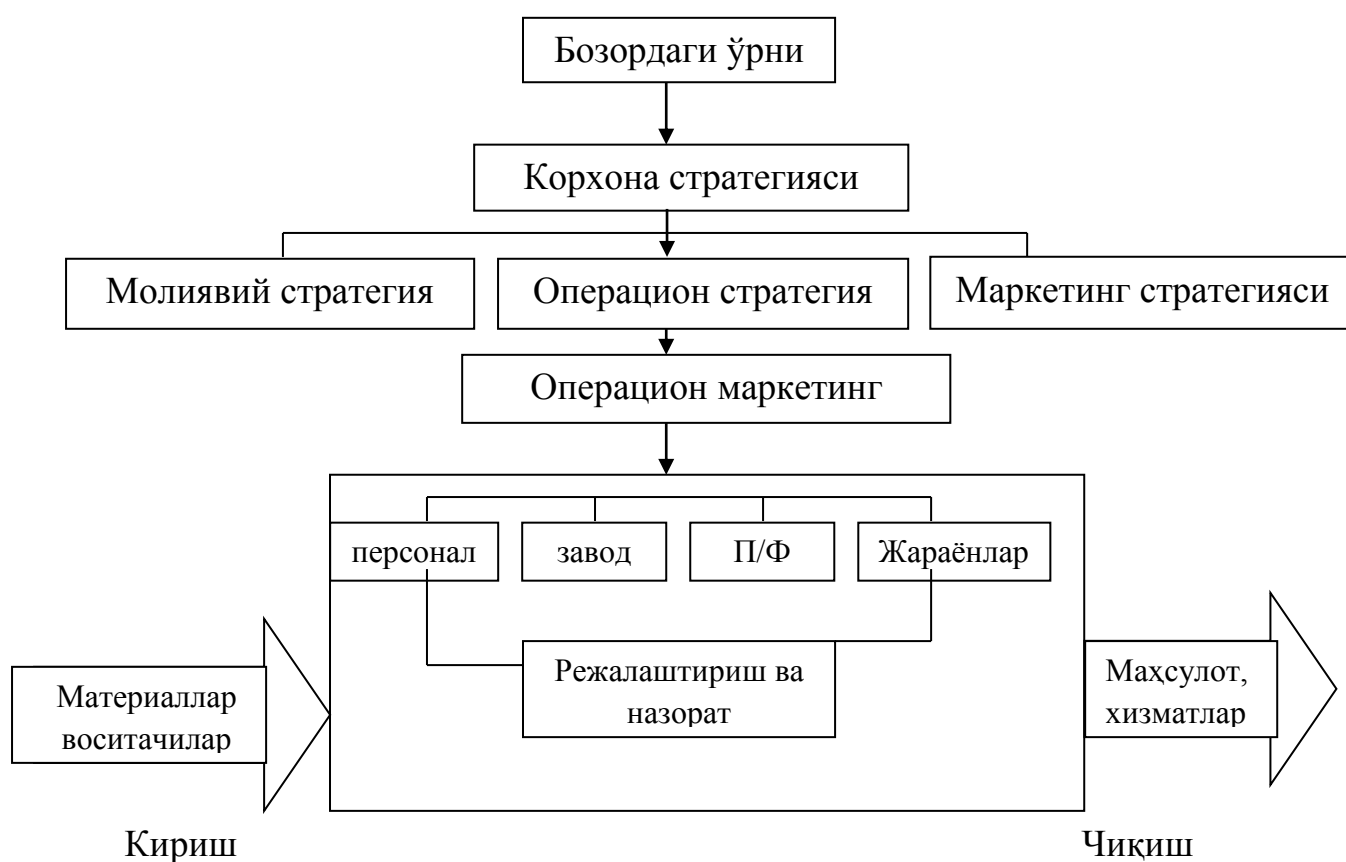 Бозордаги ўрни
Корхона стратегияси
Молиявий стратегия
Операцион стратегия
Маркетинг стратегияси
Операцион маркетинг
персонал
завод
П/Ф
Жараёнлар
Режалаштириш ва
назорат
Материаллар
воситачилар
Маҳсулот,
хизматлар
Кириш
Чиқиш